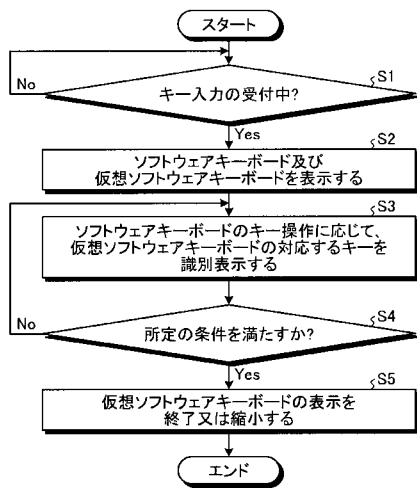 スタート
S1
キー入力の受付中?
No
Yes
S2
ソフトウェアキーボード及び
仮想ソフトウェアキーボードを表示する
S3
ソフトウェアキーボードのキー操作に応じて、
仮想ソフトウェアキーボードの対応するキーを
識別表示する
S4
所定の条件を満たすか?
No
Yes
S5
仮想ソフトウェアキーボードの表示を
終了又は縮小する
エンド